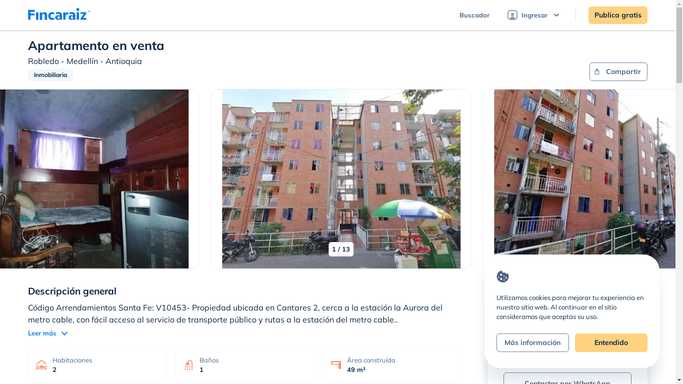 Fincaraiz
Buscador
Ingresar
Publica gratis
Apartamento en venta
Robledo - Medellín - Antioquia
Inmobiliaria
Compartir
1 / 13
Descripción general
Código Arrendamientos Santa Fe: V10453- Propiedad ubicada en Cantares 2, cerca a la estación la Aurora del
metro cable, con fácil acceso al servicio de transporte público y rutas a la estación del metro cable..
Leer más
Habitaciones
2
Baños
1
Área construida
49 m²
Utilizamos cookies para mejorar tu experiencia en
nuestro sitio web. Al continuar en el sitio
consideramos que aceptas su uso.
Más información
Entendido
Contactar por WhatsApp